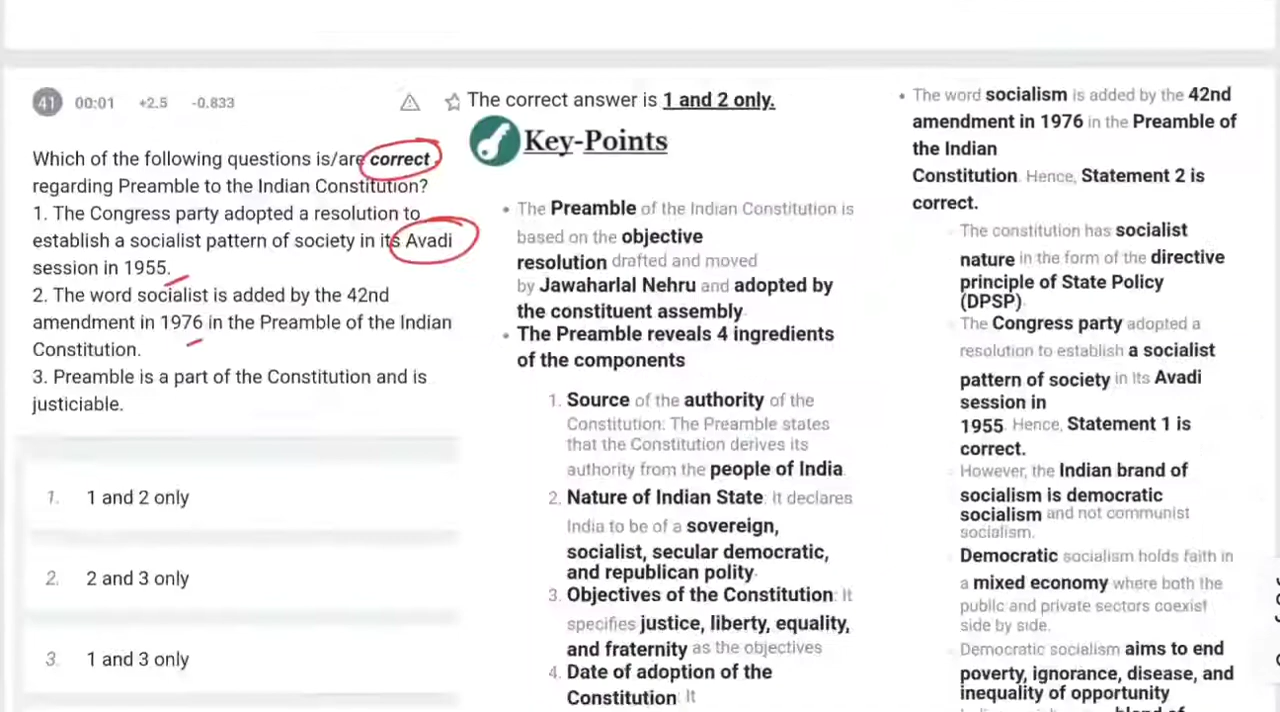 41 00:01 +2.5 -0.833
Which of the following questions is/are correct
regarding Preamble to the Indian Constitution?
1. The Congress party adopted a resolution to
establish a socialist pattern of society in its Avadi
session in 1955.
2. The word socialist is added by the 42nd
amendment in 1976 in the Preamble of the Indian
Constitution.
3. Preamble is a part of the Constitution and is
justiciable.
1. 1 and 2 only
2. 2 and 3 only
3. 1 and 3 only
The correct answer is 1 and 2 only.
Key-Points
• The Preamble of the Indian Constitution is
based on the objective
resolution drafted and moved
by Jawaharlal Nehru and adopted by
the constituent assembly
• The Preamble reveals 4 ingredients
of the components
1. Source of the authority of the
Constitution: The Preamble states
that the Constitution derives its
authority from the people of India
2. Nature of Indian State: It declares
India to be of a sovereign,
socialist, secular democratic,
and republican polity.
3. Objectives of the Constitution: It
specifies justice, liberty, equality,
and fraternity as the objectives
4. Date of adoption of the
Constitution: It
• The word socialism is added by the 42nd
amendment in 1976 in the Preamble of
the Indian
Constitution. Hence, Statement 2 is
correct.
The constitution has socialist
nature in the form of the directive
principle of State Policy
(DPSP).
The Congress party adopted a
resolution to establish a socialist
pattern of society in Its Avadi
session in
1955. Hence, Statement 1 is
correct.
However, the Indian brand of
socialism is democratic
socialism and not communist
socialism.
Democratic socialism holds faith in
a mixed economy where both the
public and private sectors coexist
side by side.
Democratic socialism aims to end
poverty, ignorance, disease, and
inequality of opportunity